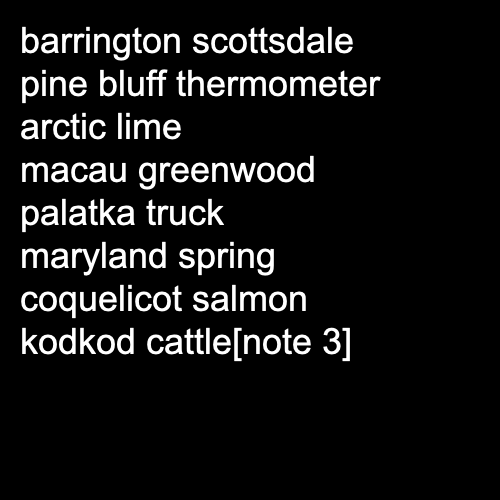 barrington scottsdale
pine bluff thermometer
arctic lime
macau greenwood
palatka truck
maryland spring
coquelicot salmon
kodkod cattle[note 3]